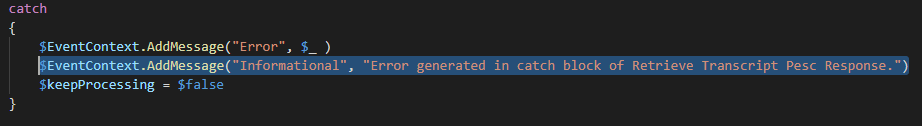 catch
{
$EventContext.AddMessage("Error", $_ )
$EventContext.AddMessage("Informational", "Error generated in catch block of Retrieve Transcript Pesc Response.")
$keepProcessing = $false
}